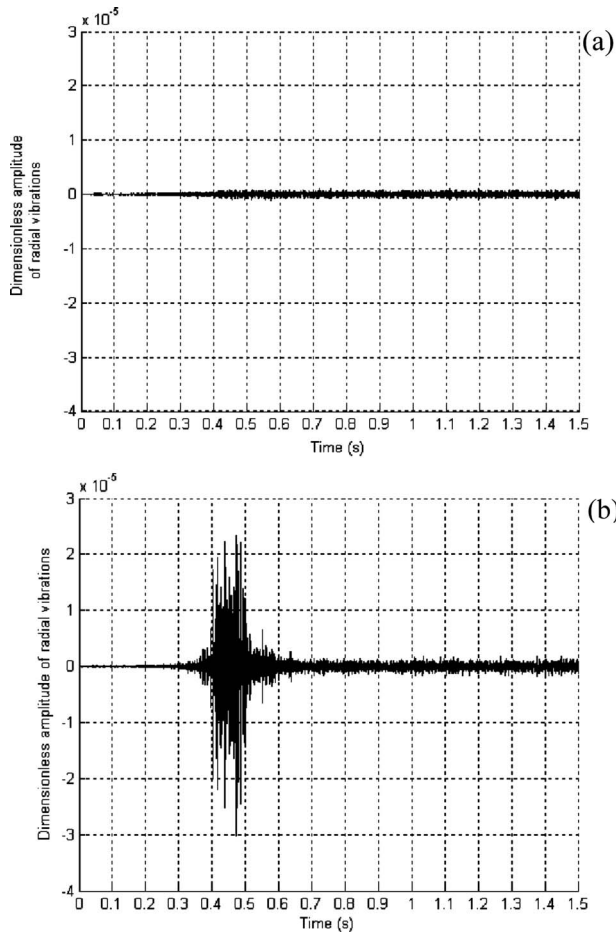 x 10⁻⁵
(a)
3
2
1
0
-1
-2
-3
-4
Dimensionless amplitude
of radial vibrations
0 0.1 0.2 0.3 0.4 0.5 0.6 0.7 0.8 0.9 1 1.1 1.2 1.3 1.4 1.5
Time (s)
x 10⁻⁵
(b)
3
2
1
0
-1
-2
-3
-4
Dimensionless amplitude of radial vibrations
0 0.1 0.2 0.3 0.4 0.5 0.6 0.7 0.8 0.9 1 1.1 1.2 1.3 1.4 1.5
Time (s)